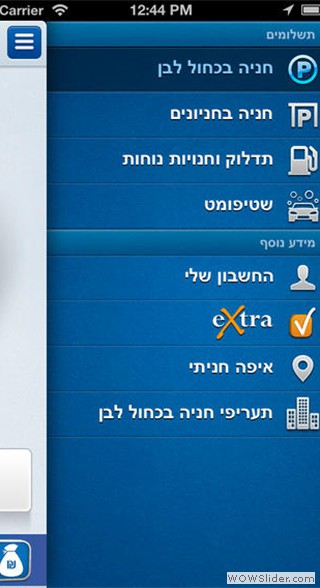 Carrier 12:44 PM
תשלומים
חניה בכחול לבן
חניה בחניונים
תדלוק וחנויות נוחות
שטיפומט
מידע נוסף
החשבון שלי
eXtra
איפה חניתי
תעריפי חניה בכחול לבן
₪
WOWSlider.com